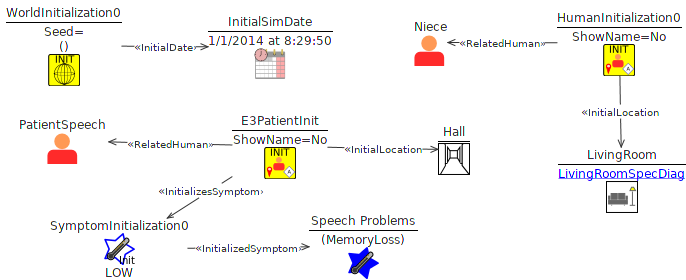 WorldInitialization0
Seed=
()
INIT
«InitialDate»
InitialSimDate
1/1/2014 at 8:29:50
Niece
«RelatedHuman»
HumanInitialization0
ShowName=No
INIT
A
«InitialLocation»
LivingRoom
LivingRoomSpecDiag
PatientSpeech
«RelatedHuman»
E3PatientInit
ShowName=No
INIT
A
«InitialLocation»
Hall
«InitializesSymptom»
SymptomInitialization0
Init
LOW
«InitializedSymptom»
Speech Problems
(MemoryLoss)